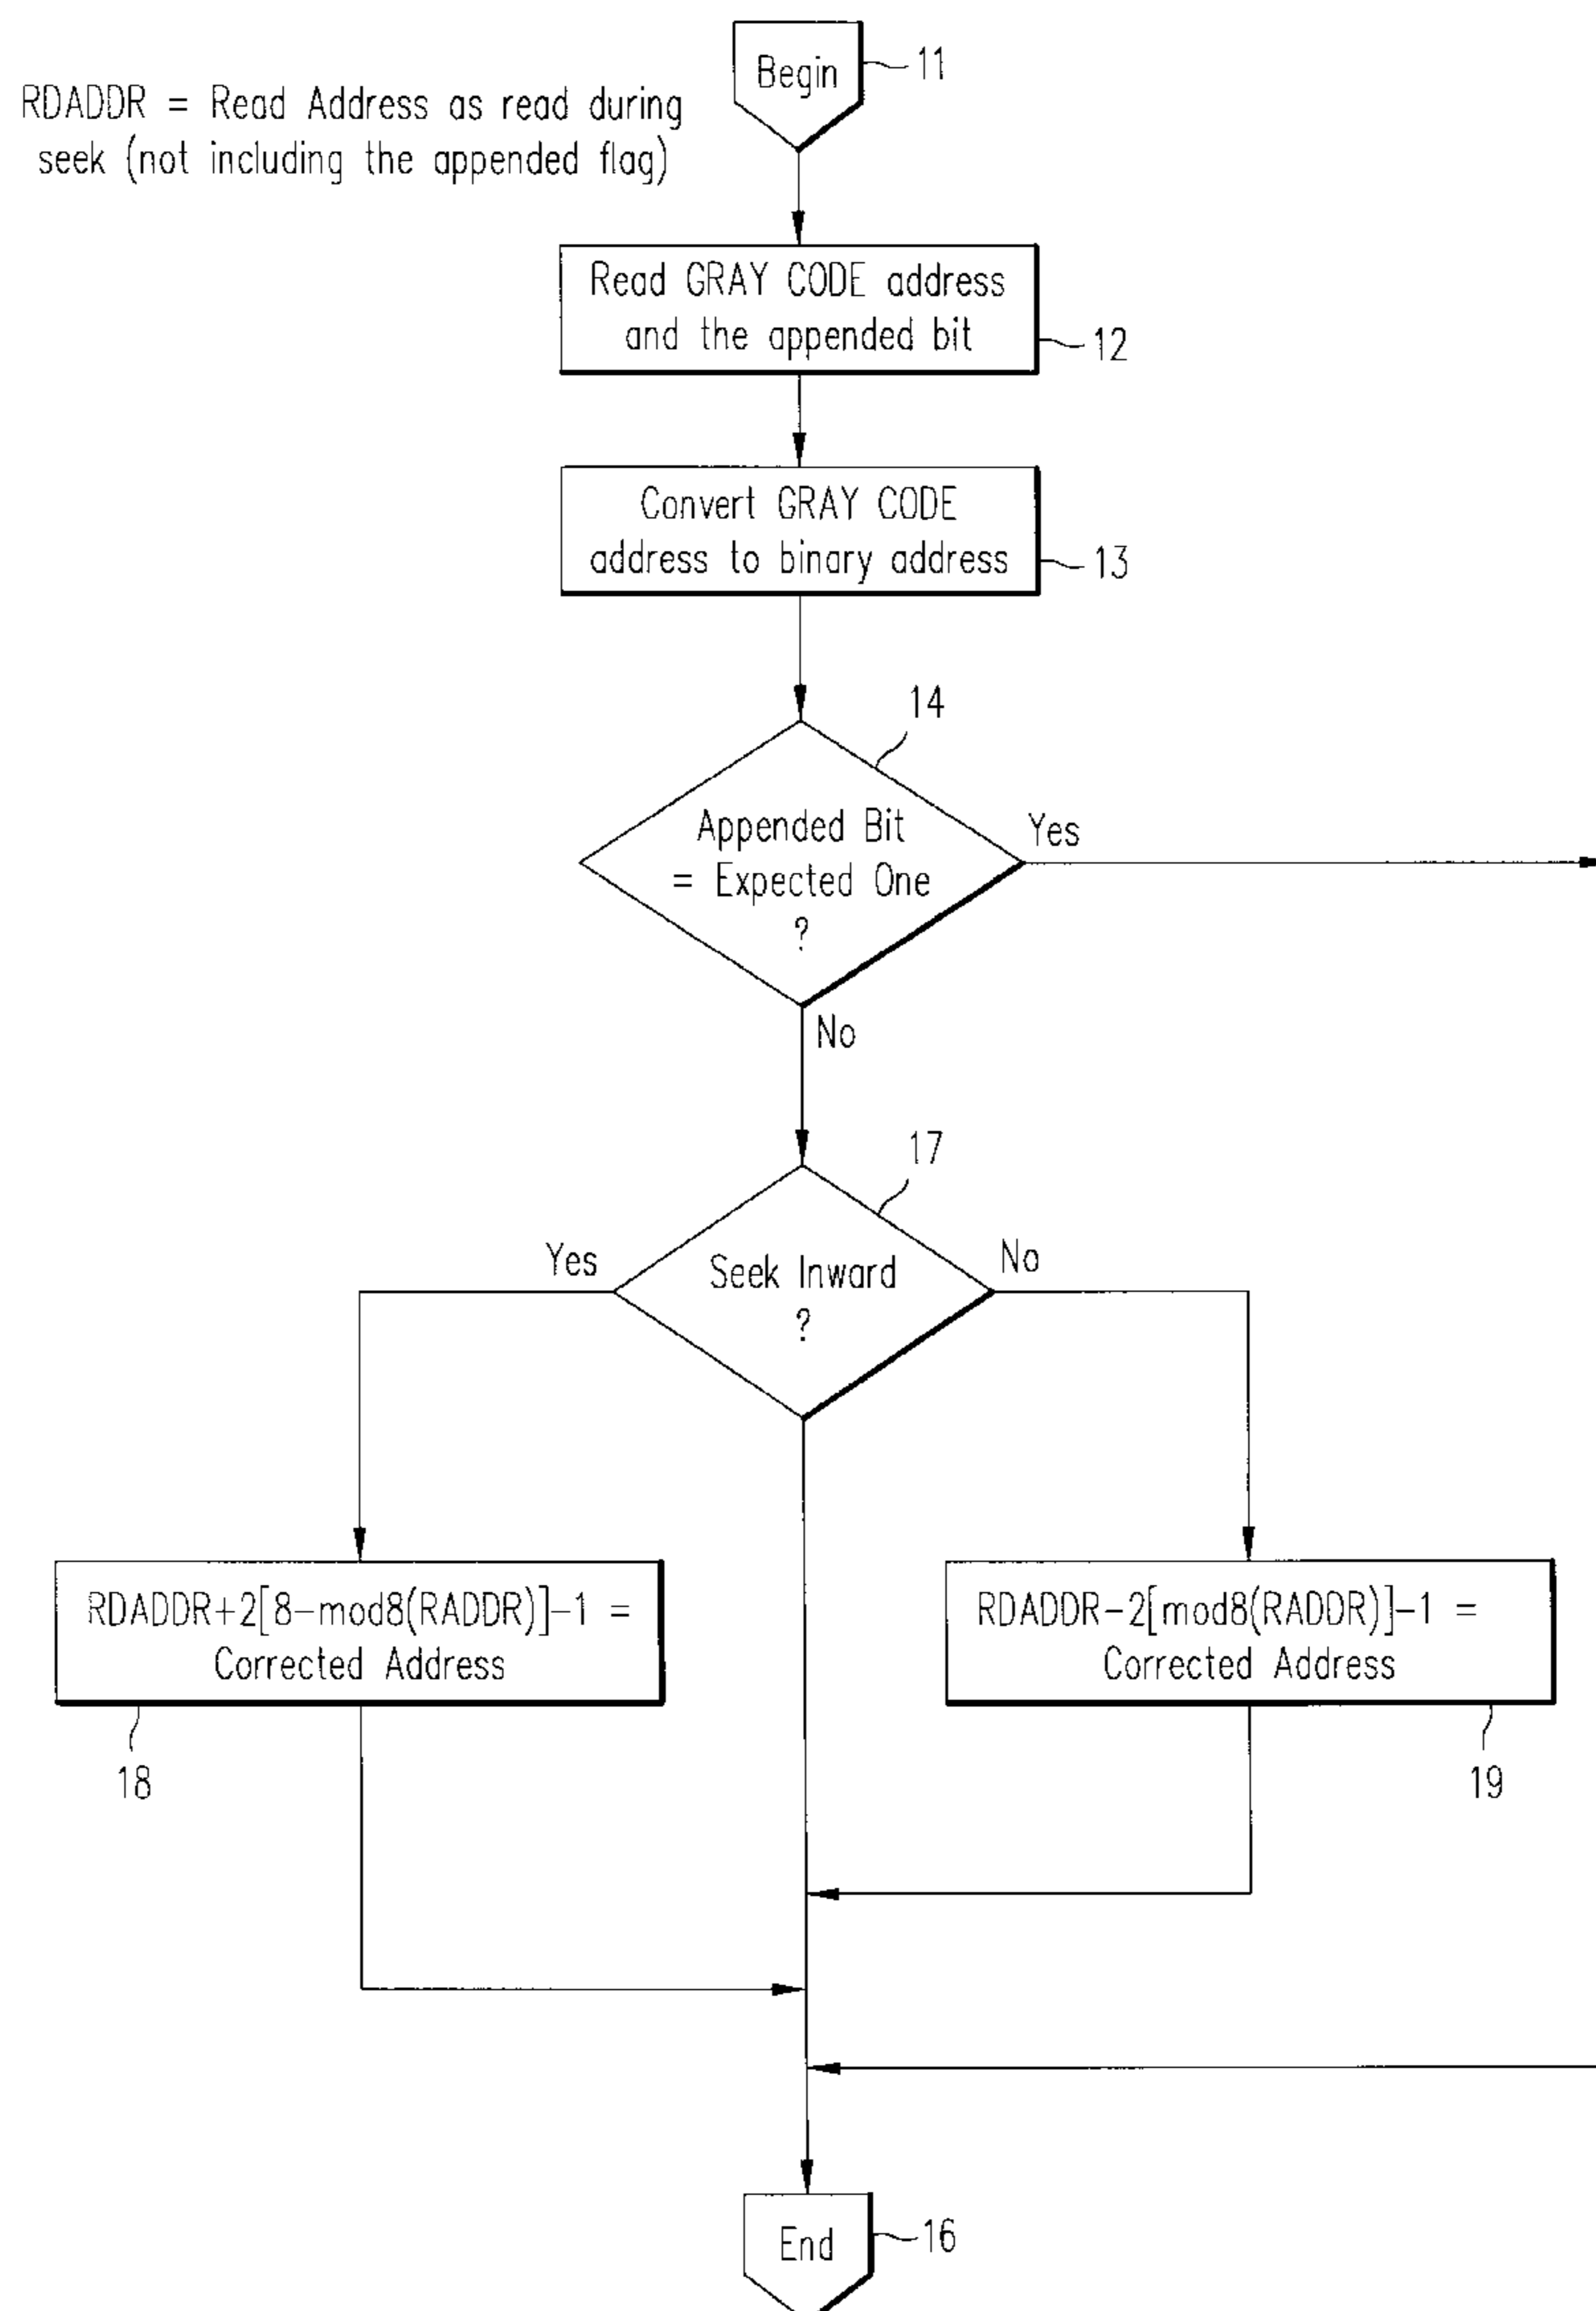 Begin
11
RDADDR = Read Address as read during
seek (not including the appended flag)
Read GRAY CODE address
and the appended bit
12
Convert GRAY CODE
address to binary address
13
14
Appended Bit
= Expected One
?
Yes
No
17
Seek Inward
?
Yes
No
RDADDR+2[8-mod8(RADDR)]-1 =
Corrected Address
18
RDADDR-2[mod8(RADDR)]-1 =
Corrected Address
19
End
16